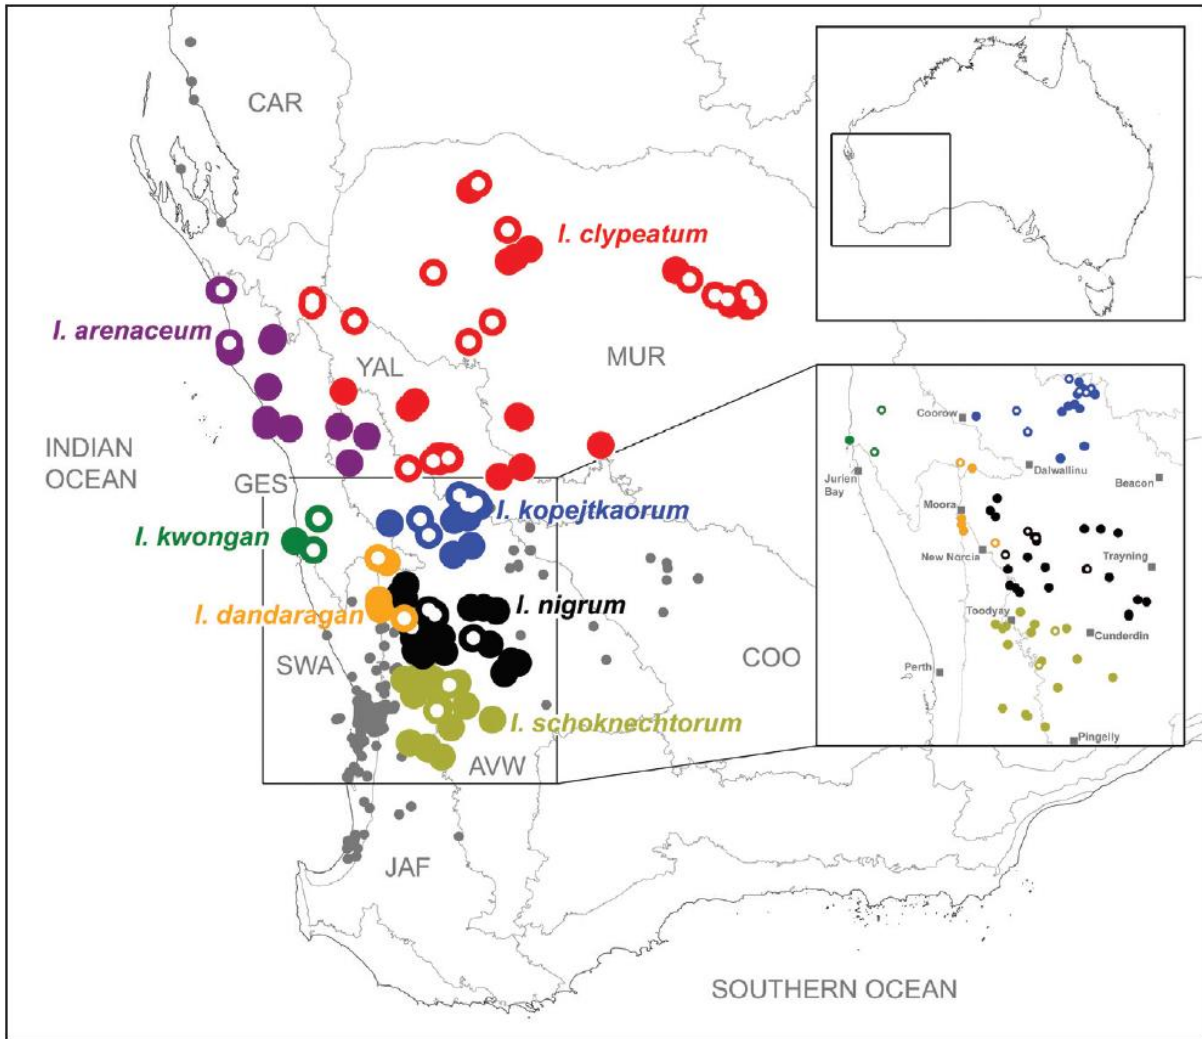 CAR
I. clypeatum
I. arenaceum
YAL
MUR
INDIAN
OCEAN
GES
I. kopejtkaorum
I. kwongan
I. dandaragan
I. nigrum
SWA
COO
I. schoknechtorum
AVW
JAF
SOUTHERN OCEAN
Coorow
Jurien
Bay
Dalwallinu
Beacon
Moora
New Norcia
Trayning
Toodyay
Cunderdin
Perth
Pingelly